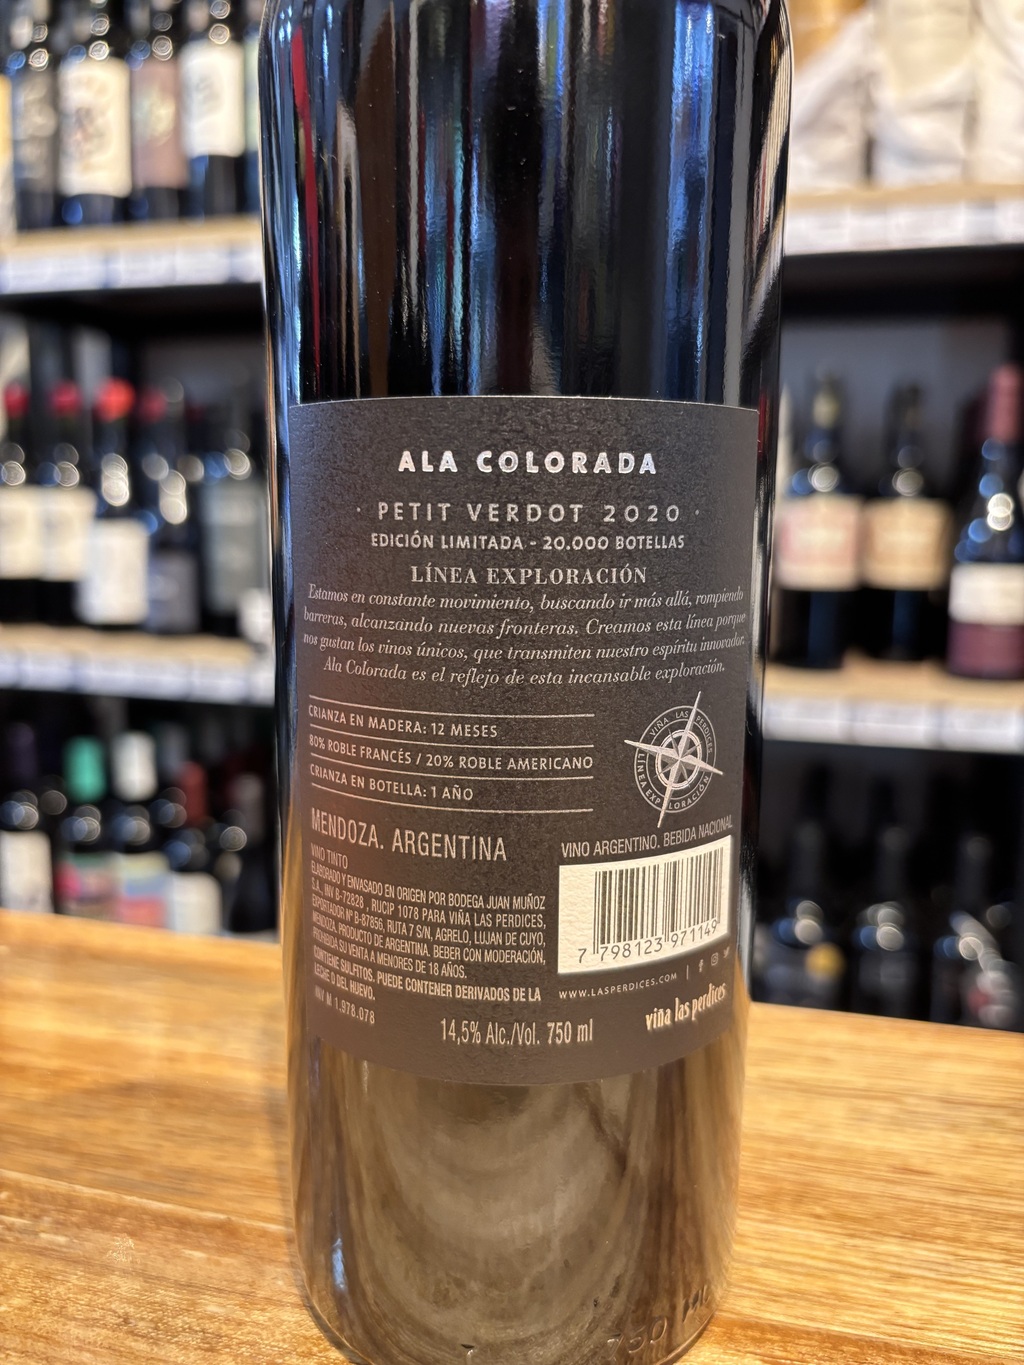 ALA COLORADA
· PETIT VERDOT 2020 ·
EDICIÓN LIMITADA - 20.000 BOTELLAS
LÍNEA EXPLORACIÓN
Estamos en constante movimiento, buscando ir más allá, rompiendo
barreras, alcanzando nuevas fronteras. Creamos esta línea porque
nos gustan los vinos únicos, que transmiten nuestro espíritu innovador.
Ala Colorada es el reflejo de esta incansable exploración.
CRIANZA EN MADERA: 12 MESES
80% ROBLE FRANCÉS / 20% ROBLE AMERICANO
CRIANZA EN BOTELLA: 1 AÑO
VIÑA LAS PERDICES
LÍNEA EXPLORACIÓN
MENDOZA. ARGENTINA
VINO TINTO
ELABORADO Y ENVASADO EN ORIGEN POR BODEGA JUAN MUÑOZ
S.A., INV B-72828 , RUCIP 1078 PARA VIÑA LAS PERDICES,
EXPORTADOR Nº B-87856, RUTA 7 S/N, AGRELO, LUJAN DE CUYO,
MENDOZA. PRODUCTO DE ARGENTINA. BEBER CON MODERACIÓN,
PROHIBIDA SU VENTA A MENORES DE 18 AÑOS.
CONTIENE SULFITOS. PUEDE CONTENER DERIVADOS DE LA
LECHE O DEL HUEVO.
INV M 1.978.078
VINO ARGENTINO. BEBIDA NACIONAL
7 798123 971149
WWW.LASPERDICES.COM |
viña las perdices
14,5% Alc./Vol. 750 ml
750 ML